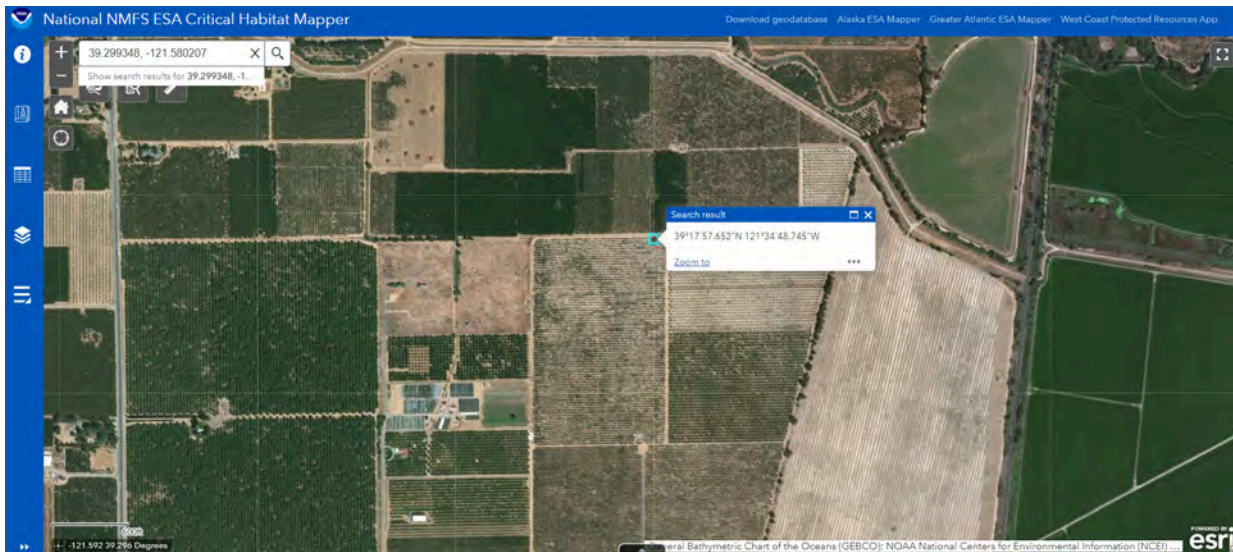 National NMFS ESA Critical Habitat Mapper
Download geodatabase Alaska ESA Mapper Greater Atlantic ESA Mapper West Coast Protected Resources App
39.299348, -121.580207
Show search results for 39.299348, -1...
Search result
39°17'57.652"N 121°34'48.745"W
Zoom to
600ft
-121.592 39.296 Degrees
General Bathymetric Chart of the Oceans (GEBCO); NOAA National Centers for Environmental Information (NCEI) ...
POWERED BY
esri